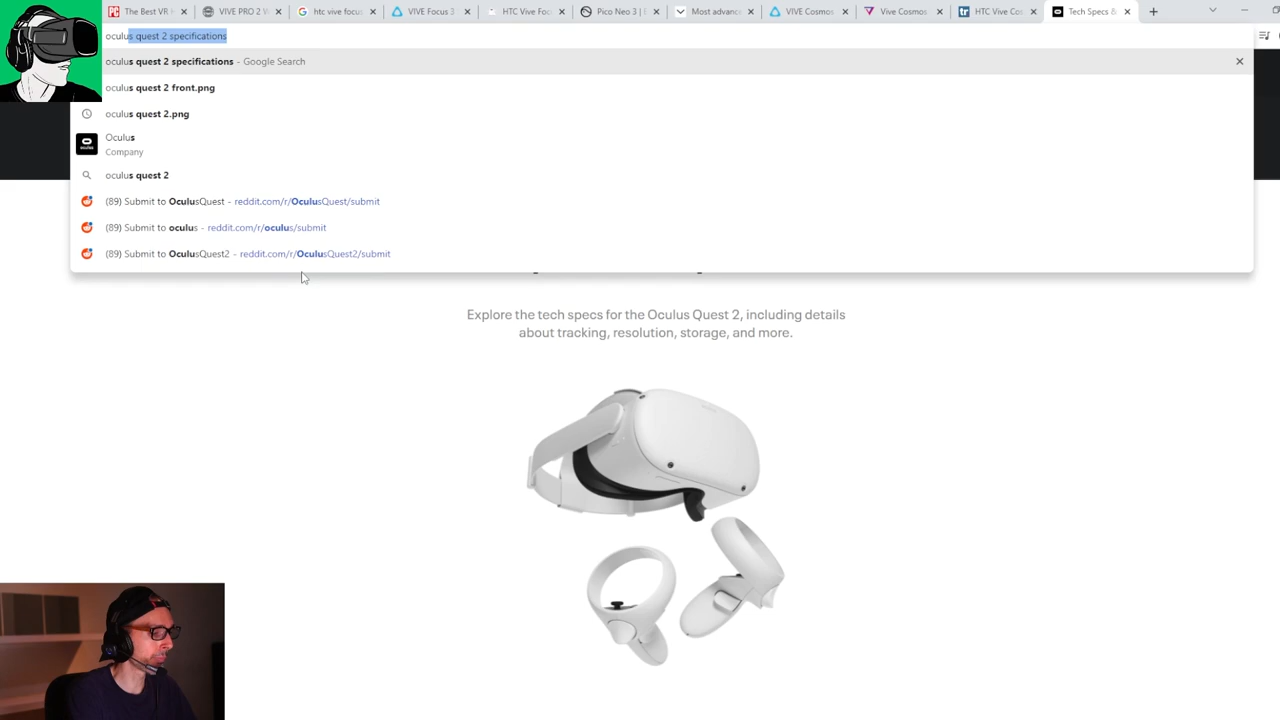 The Best VR H
VIVE PRO 2 W
htc vive focus
VIVE Focus 3
HTC Vive Foc
Pico Neo 3 | E
Most advanc
VIVE Cosmos
Vive Cosmos
HTC Vive Cos
Tech Specs &
oculus quest 2 specifications
oculus quest 2 specifications - Google Search
oculus quest 2 front.png
oculus quest 2.png
Oculus
Company
oculus quest 2
(89) Submit to OculusQuest - reddit.com/r/OculusQuest/submit
(89) Submit to oculus - reddit.com/r/oculus/submit
(89) Submit to OculusQuest2 - reddit.com/r/OculusQuest2/submit
Explore the tech specs for the Oculus Quest 2, including details
about tracking, resolution, storage, and more.